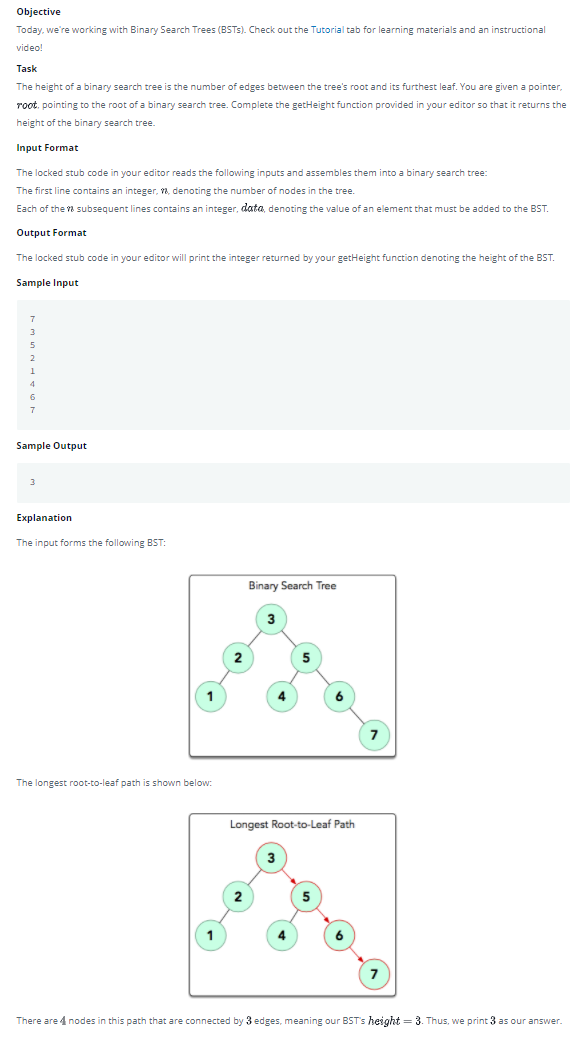 Objective
Today, we're working with Binary Search Trees (BSTs). Check out the Tutorial tab for learning materials and an instructional
video!
Task
The height of a binary search tree is the number of edges between the tree's root and its furthest leaf. You are given a pointer,
root, pointing to the root of a binary search tree. Complete the getHeight function provided in your editor so that it returns the
height of the binary search tree.
Input Format
The locked stub code in your editor reads the following inputs and assembles them into a binary search tree:
The first line contains an integer, n, denoting the number of nodes in the tree.
Each of the n subsequent lines contains an integer, data, denoting the value of an element that must be added to the BST.
Output Format
The locked stub code in your editor will print the integer returned by your getHeight function denoting the height of the BST.
Sample Input
7
3
5
2
1
4
6
7
Sample Output
3
Explanation
The input forms the following BST:
Binary Search Tree
3
2 5
1 4 6
7
The longest root-to-leaf path is shown below:
Longest Root-to-Leaf Path
3
2 5
1 4 6
7
There are 4 nodes in this path that are connected by 3 edges, meaning our BST's height = 3. Thus, we print 3 as our answer.